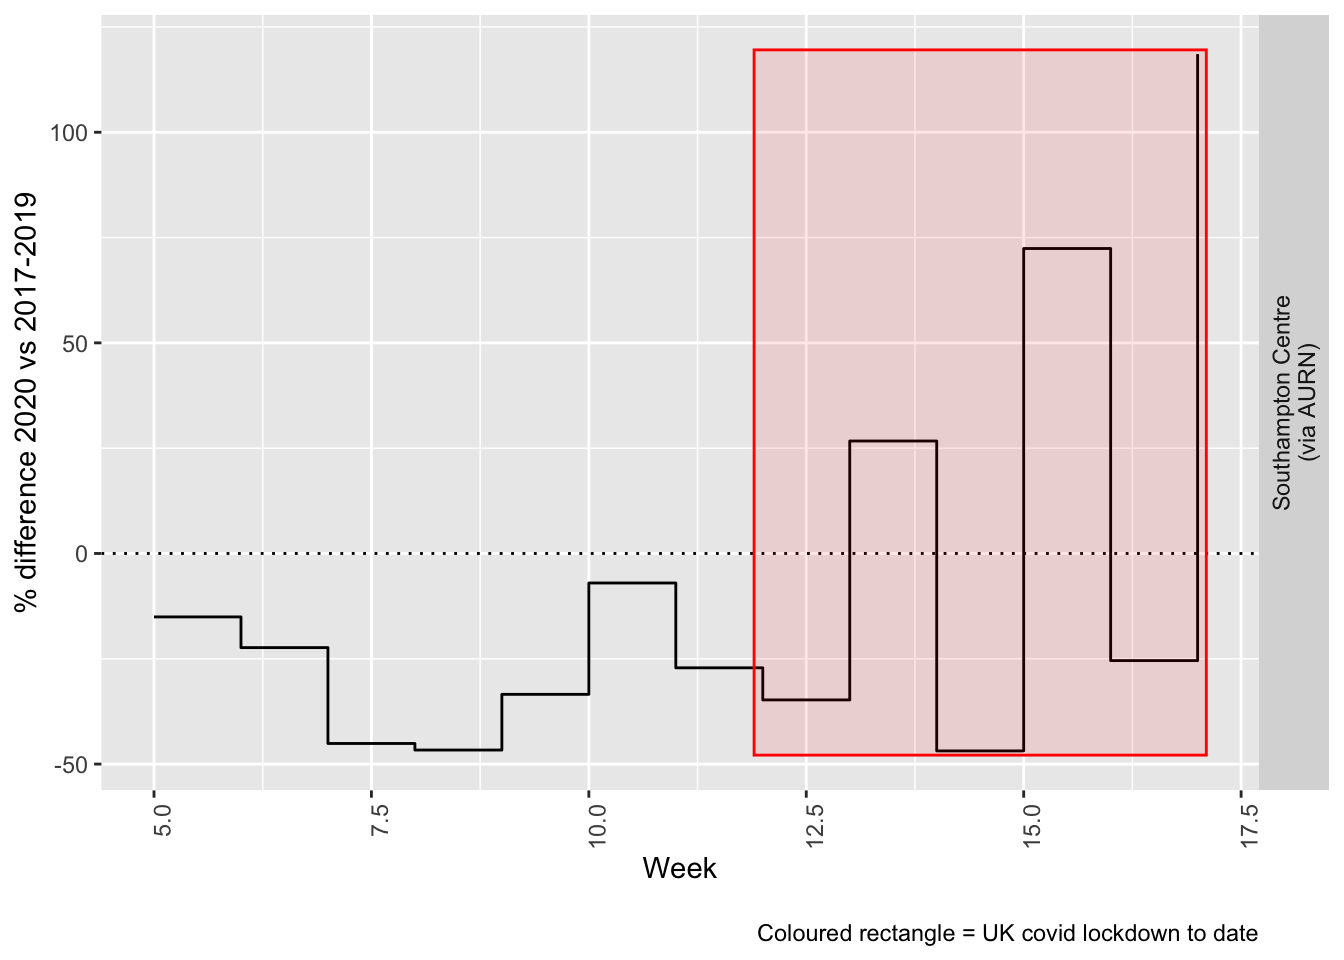 % difference 2020 vs 2017-2019
100
50
0
-50
5.0
7.5
10.0
12.5
15.0
17.5
Week
Southampton Centre
(via AURN)
Coloured rectangle = UK covid lockdown to date